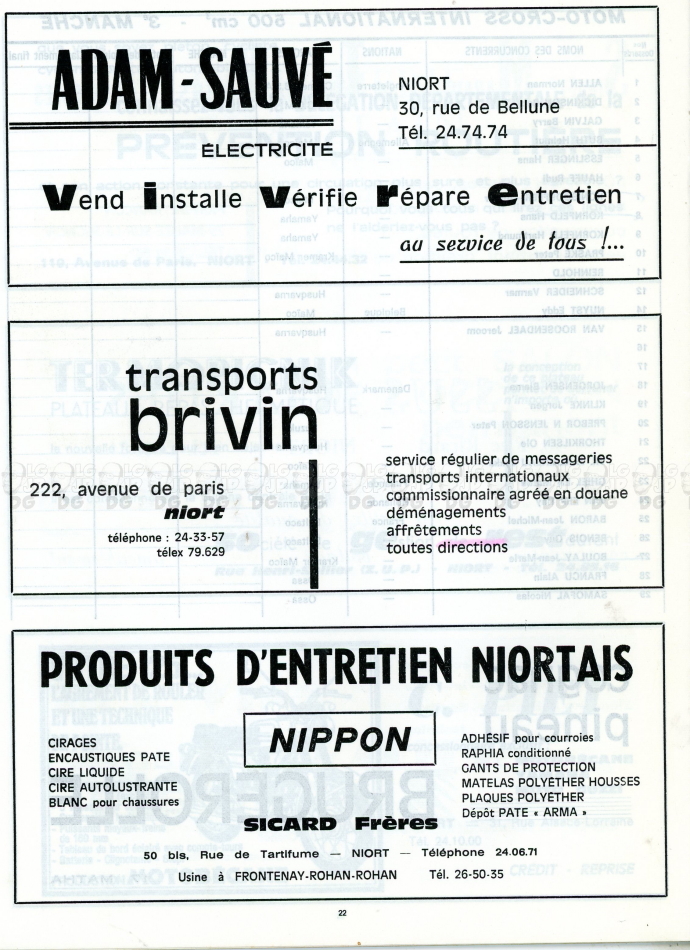 ADAM-SAUVÉ
ÉLECTRICITÉ
NIORT
30, rue de Bellune
Tél. 24.74.74
Vend installe Vérifie répare entretien
au service de tous !...
transports
brivin
222, avenue de paris
niort
téléphone : 24-33-57
télex 79.629
service régulier de messageries
transports internationaux
commissionnaire agréé en douane
déménagements
affrêtements
toutes directions
PRODUITS D'ENTRETIEN NIORTAIS
NIPPON
CIRAGES
ENCAUSTIQUES PATE
CIRE LIQUIDE
CIRE AUTOLUSTRANTE
BLANC pour chaussures
ADHÉSIF pour courroies
RAPHIA conditionné
GANTS DE PROTECTION
MATELAS POLYÉTHER HOUSSES
PLAQUES POLYÉTHER
Dépôt PATE « ARMA »
SICARD Frères
50 bis, Rue de Tartifume — NIORT — Téléphone 24.06.71
Usine à FRONTENAY-ROHAN-ROHAN Tél. 26-50-35
22